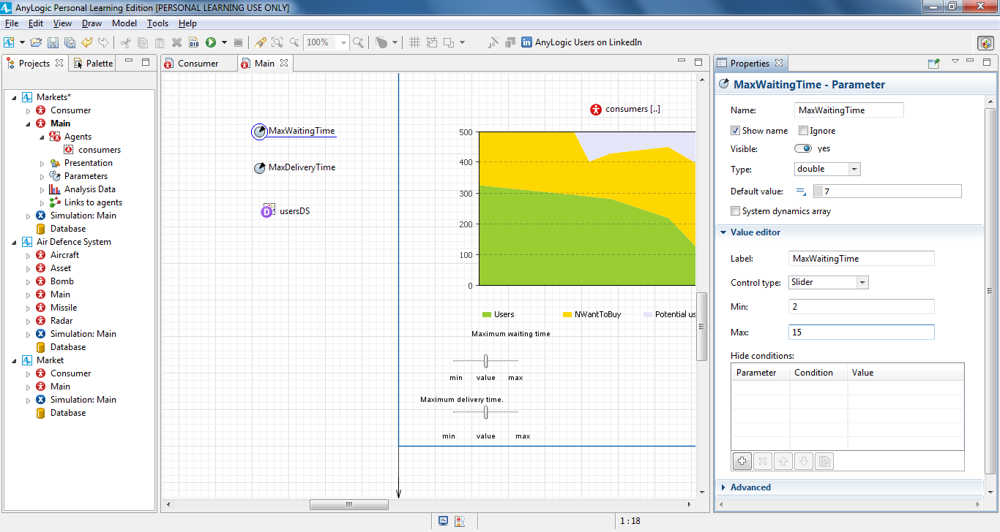 AnyLogic Personal Learning Edition [PERSONAL LEARNING USE ONLY]
File Edit View Draw Model Tools Help
100%
AnyLogic Users on LinkedIn
Projects
Palette
Markets*
Consumer
Main
Agents
consumers
Presentation
Parameters
Analysis Data
Links to agents
Simulation: Main
Database
Air Defence System
Aircraft
Asset
Bomb
Main
Missile
Radar
Simulation: Main
Database
Market
Consumer
Main
Simulation: Main
Database
Consumer
Main
MaxWaitingTime
MaxDeliveryTime
D
usersDS
consumers [..]
500
400
300
200
100
0
Users
NWantToBuy
Potential us
Maximum waiting time
min value max
Maximum delivery time.
min value max
Properties
MaxWaitingTime - Parameter
Name: MaxWaitingTime
Show name Ignore
Visible: yes
Type: double
Default value: 7
System dynamics array
Value editor
Label: MaxWaitingTime
Control type: Slider
Min: 2
Max: 15
Hide conditions:
Parameter Condition Value
Advanced
1 : 18